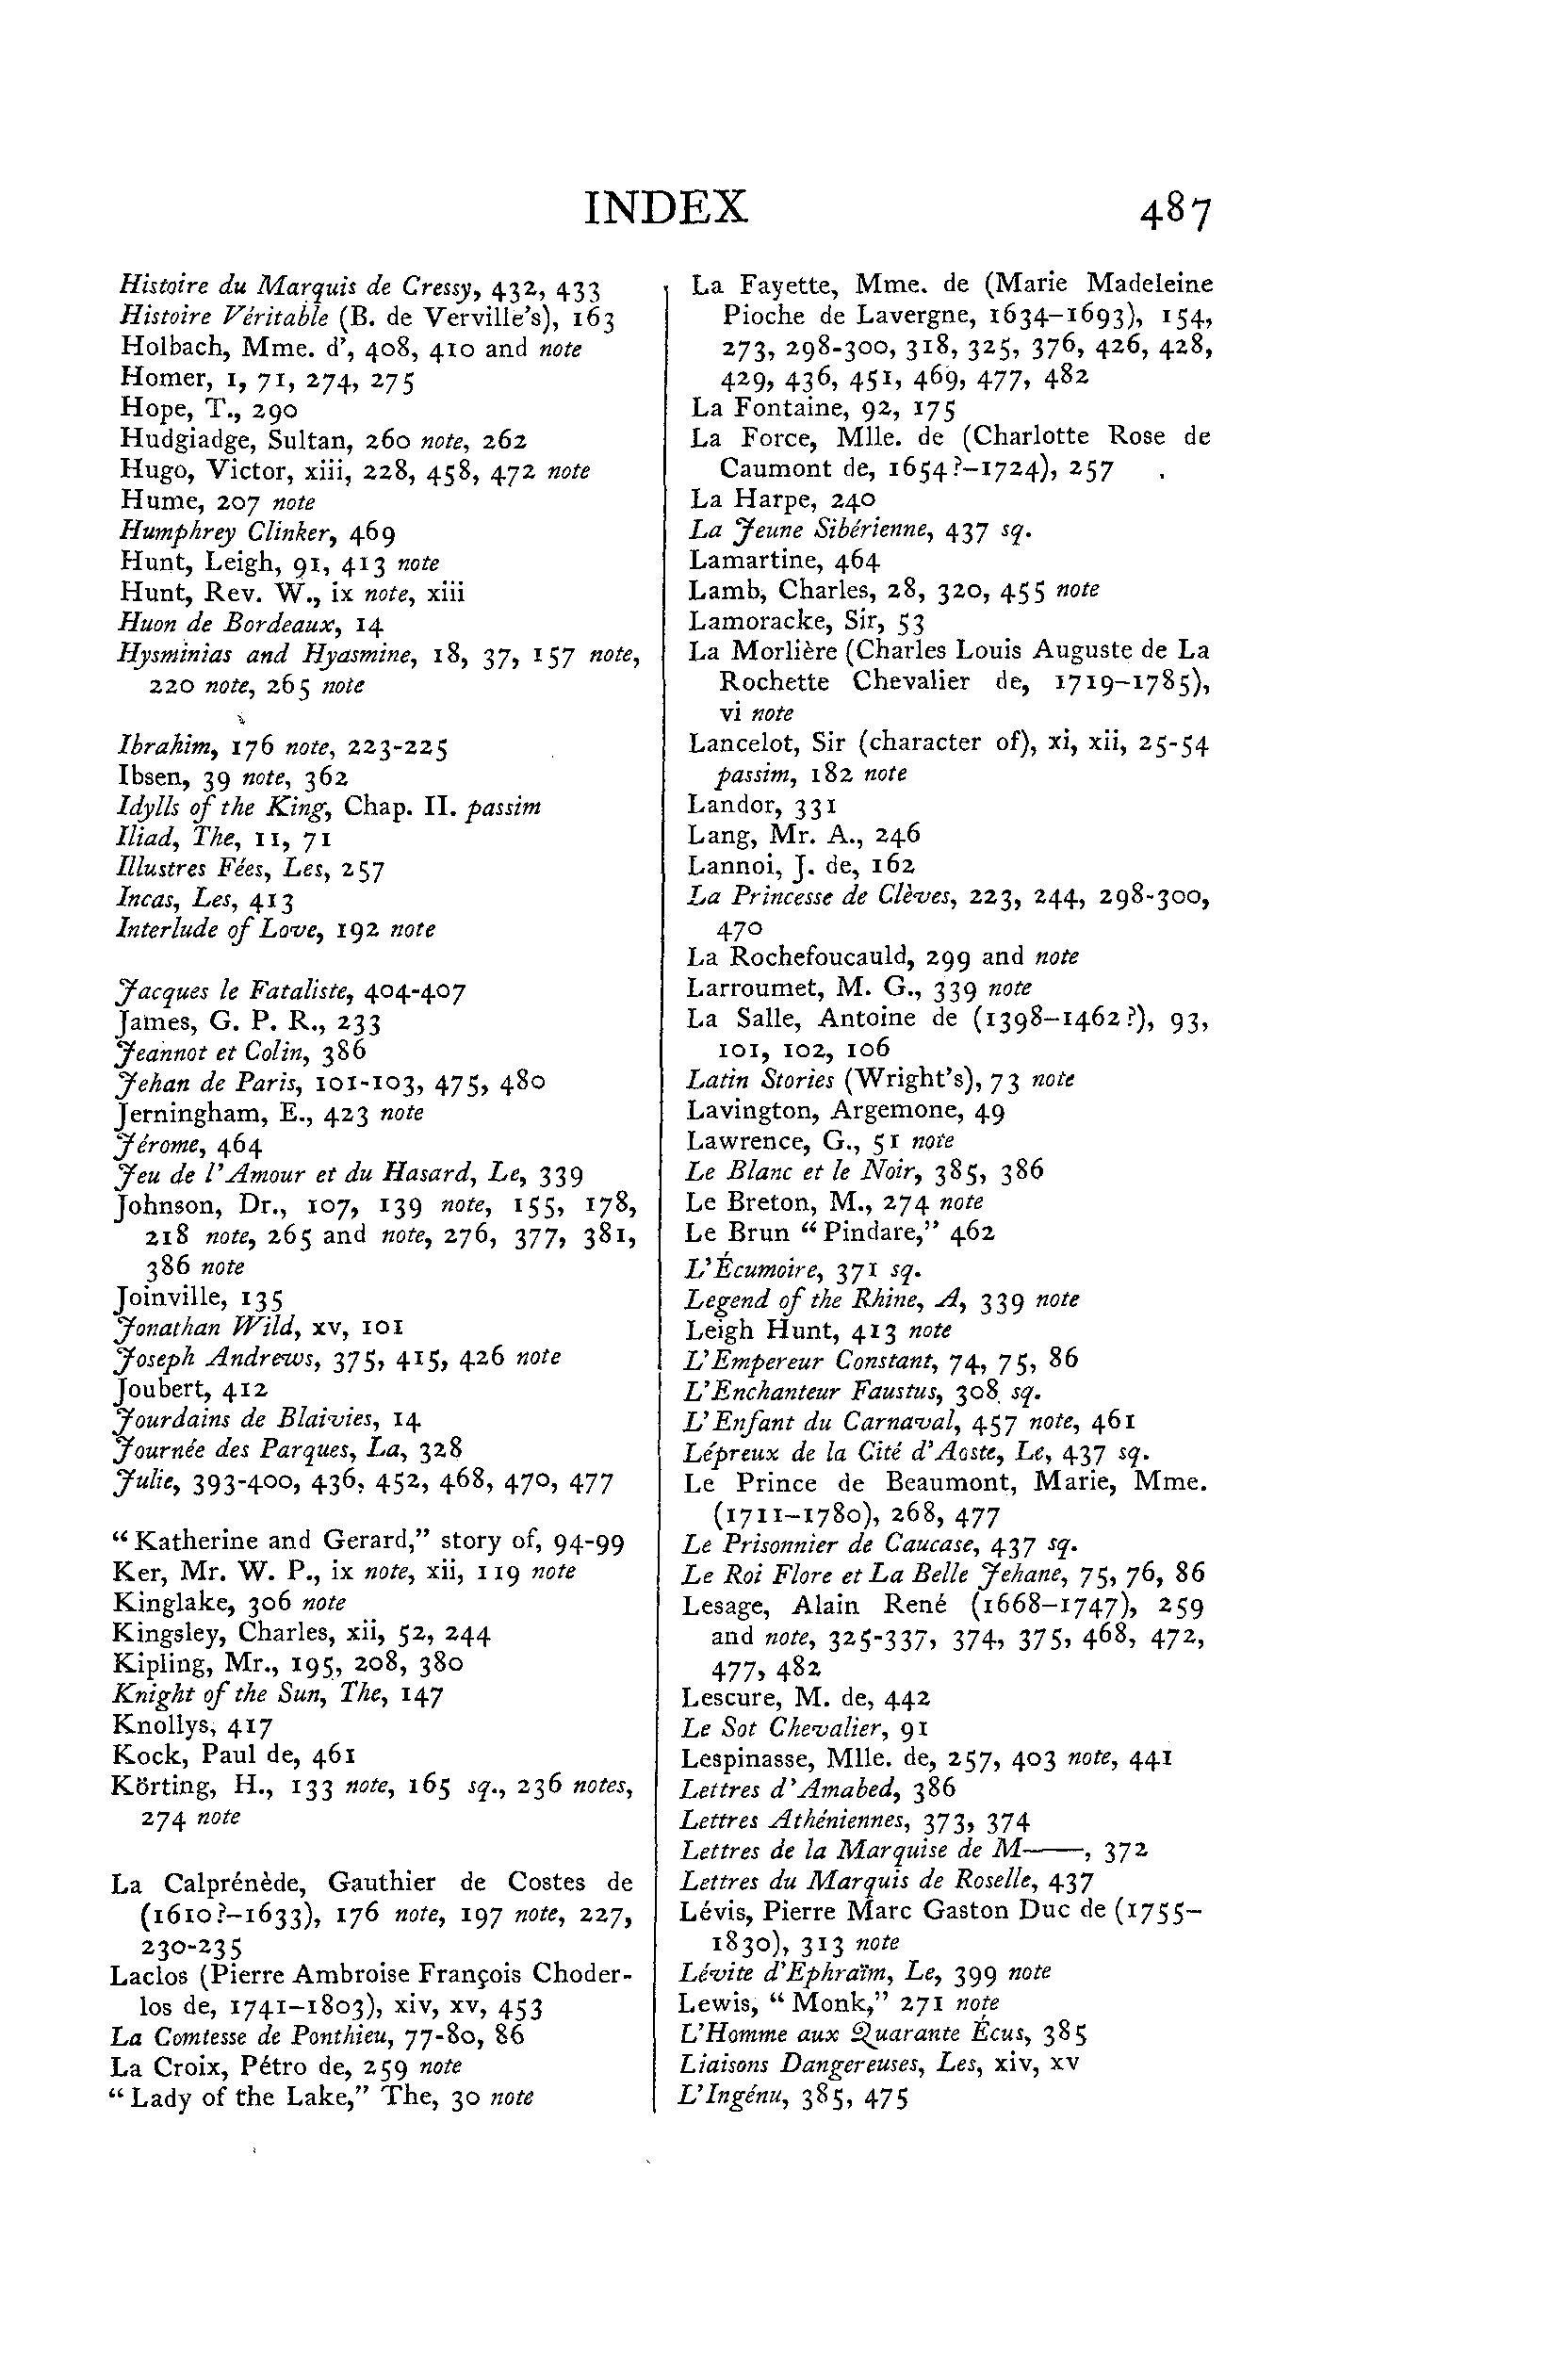 INDEX 487
Histoire du Marquis de Cressy, 432, 433
Histoire Véritable (B. de Verville's), 163
Holbach, Mme. d', 408, 410 and note
Homer, 1, 71, 274, 275
Hope, T., 290
Hudgiadge, Sultan, 260 note, 262
Hugo, Victor, xiii, 228, 458, 472 note
Hume, 207 note
Humphrey Clinker, 469
Hunt, Leigh, 91, 413 note
Hunt, Rev. W., ix note, xiii
Huon de Bordeaux, 14
Hysminias and Hyasmine, 18, 37, 157 note,
220 note, 265 note
Ibrahim, 176 note, 223-225
Ibsen, 39 note, 362
Idylls of the King, Chap. II. passim
Iliad, The, 11, 71
Illustres Fées, Les, 257
Incas, Les, 413
Interlude of Love, 192 note
Jacques le Fataliste, 404-407
James, G. P. R., 233
Jeannot et Colin, 386
Jehan de Paris, 101-103, 475, 480
Jerningham, E., 423 note
Jérome, 464
Jeu de l'Amour et du Hasard, Le, 339
Johnson, Dr., 107, 139 note, 155, 178,
218 note, 265 and note, 276, 377, 381,
386 note
Joinville, 135
Jonathan Wild, xv, 101
Joseph Andrews, 375, 415, 426 note
Joubert, 412
Jourdains de Blaivies, 14
Journée des Parques, La, 328
Julie, 393-400, 436, 452, 468, 470, 477
"Katherine and Gerard," story of, 94-99
Ker, Mr. W. P., ix note, xii, 119 note
Kinglake, 306 note
Kingsley, Charles, xii, 52, 244
Kipling, Mr., 195, 208, 380
Knight of the Sun, The, 147
Knollys, 417
Kock, Paul de, 461
Körting, H., 133 note, 165 sq., 236 notes,
274 note
La Calprénède, Gauthier de Costes de
(1610?–1633), 176 note, 197 note, 227,
230-235
Laclos (Pierre Ambroise François Choder-
los de, 1741–1803), xiv, xv, 453
La Comtesse de Ponthieu, 77-80, 86
La Croix, Pétro de, 259 note
"Lady of the Lake," The, 30 note
La Fayette, Mme. de (Marie Madeleine
Pioche de Lavergne, 1634–1693), 154,
273, 298-300, 318, 325, 376, 426, 428,
429, 436, 451, 469, 477, 482
La Fontaine, 92, 175
La Force, Mlle. de (Charlotte Rose de
Caumont de, 1654?–1724), 257
La Harpe, 240
La Jeune Sibérienne, 437 sq.
Lamartine, 464
Lamb, Charles, 28, 320, 455 note
Lamoracke, Sir, 53
La Morlière (Charles Louis Auguste de La
Rochette Chevalier de, 1719–1785),
vi note
Lancelot, Sir (character of), xi, xii, 25-54
passim, 182 note
Landor, 331
Lang, Mr. A., 246
Lannoi, J. de, 162
La Princesse de Clèves, 223, 244, 298-300,
470
La Rochefoucauld, 299 and note
Larroumet, M. G., 339 note
La Salle, Antoine de (1398–1462?), 93,
101, 102, 106
Latin Stories (Wright's), 73 note
Lavington, Argemone, 49
Lawrence, G., 51 note
Le Blanc et le Noir, 385, 386
Le Breton, M., 274 note
Le Brun "Pindare," 462
L'Écumoire, 371 sq.
Legend of the Rhine, A, 339 note
Leigh Hunt, 413 note
L'Empereur Constant, 74, 75, 86
L'Enchanteur Faustus, 308 sq.
L'Enfant du Carnaval, 457 note, 461
Lépreux de la Cité d'Aoste, Le, 437 sq.
Le Prince de Beaumont, Marie, Mme.
(1711–1780), 268, 477
Le Prisonnier de Caucase, 437 sq.
Le Roi Flore et La Belle Jehane, 75, 76, 86
Lesage, Alain René (1668–1747), 259
and note, 325-337, 374, 375, 468, 472,
477, 482
Lescure, M. de, 442
Le Sot Chevalier, 91
Lespinasse, Mlle. de, 257, 403 note, 441
Lettres d'Amabed, 386
Lettres Athéniennes, 373, 374
Lettres de la Marquise de M——, 372
Lettres du Marquis de Roselle, 437
Lévis, Pierre Marc Gaston Duc de (1755–
1830), 313 note
Lévite d'Ephraïm, Le, 399 note
Lewis, "Monk," 271 note
L'Homme aux Quarante Écus, 385
Liaisons Dangereuses, Les, xiv, xv
L'Ingénu, 385, 475